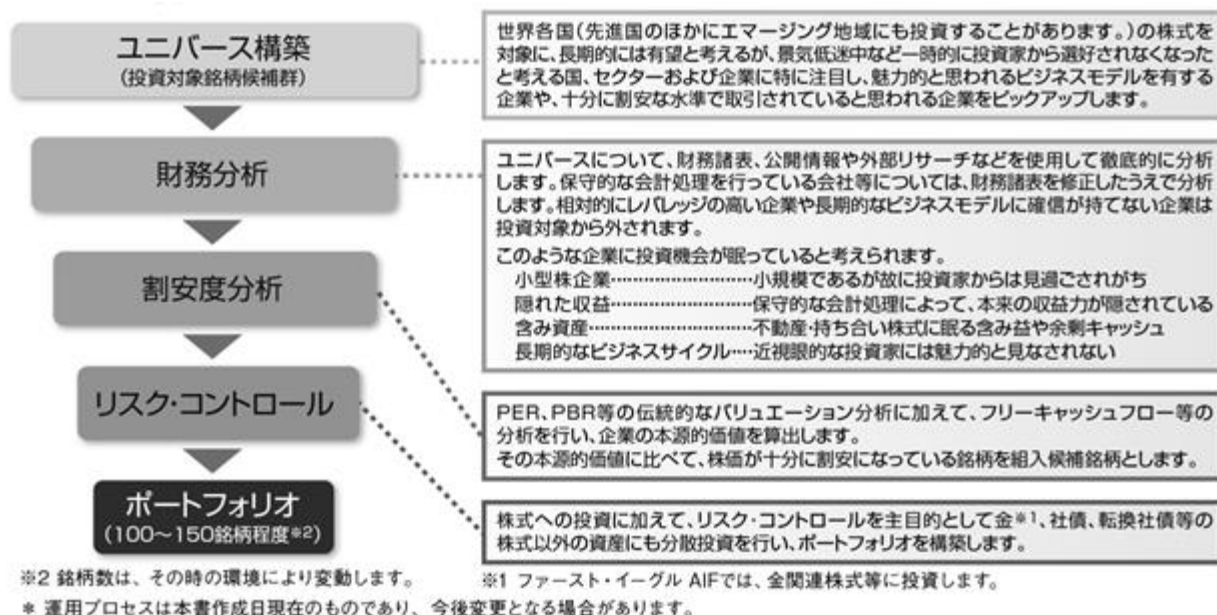 ユニバース構築
(投資対象銘柄候補群)
世界各国(先進国のほかにエマージング地域にも投資することがあります。)の株式を
対象に、長期的には有望と考えるが、景気低迷中など一時的に投資家から選好されなくなった
と考える国、セクターおよび企業に特に注目し、魅力的と思われるビジネスモデルを有する
企業や、十分に割安な水準で取引されていると思われる企業をピックアップします。
財務分析
ユニバースについて、財務諸表、公開情報や外部リサーチなどを使用して徹底的に分析
します。保守的な会計処理を行っている会社等については、財務諸表を修正したうえで分析
します。相対的にレバレッジの高い企業や長期的なビジネスモデルに確信が持てない企業は
投資対象から外されます。
このような企業に投資機会が眠っていると考えられます。
小型株企業…………………………小規模であるが故に投資家からは見過ごされがち
隠れた収益…………………………保守的な会計処理によって、本来の収益力が隠されている
含み資産……………………………不動産・持ち合い株式に眠る含み益や余剰キャッシュ
長期的なビジネスサイクル……近視眼的な投資家には魅力的と見なされない
割安度分析
PER、PBR等の伝統的なバリュエーション分析に加えて、フリーキャッシュフロー等の
分析を行い、企業の本源的価値を算出します。
その本源的価値に比べて、株価が十分に割安になっている銘柄を組入候補銘柄とします。
リスク・コントロール
株式への投資に加えて、リスク・コントロールを主目的として金※1、社債、転換社債等の
株式以外の資産にも分散投資を行い、ポートフォリオを構築します。
ポートフォリオ
(100〜150銘柄程度※2)
※2 銘柄数は、その時の環境により変動します。
※1 ファースト・イーグル AIFでは、金関連株式等に投資します。
* 運用プロセスは本書作成日現在のものであり、今後変更となる場合があります。